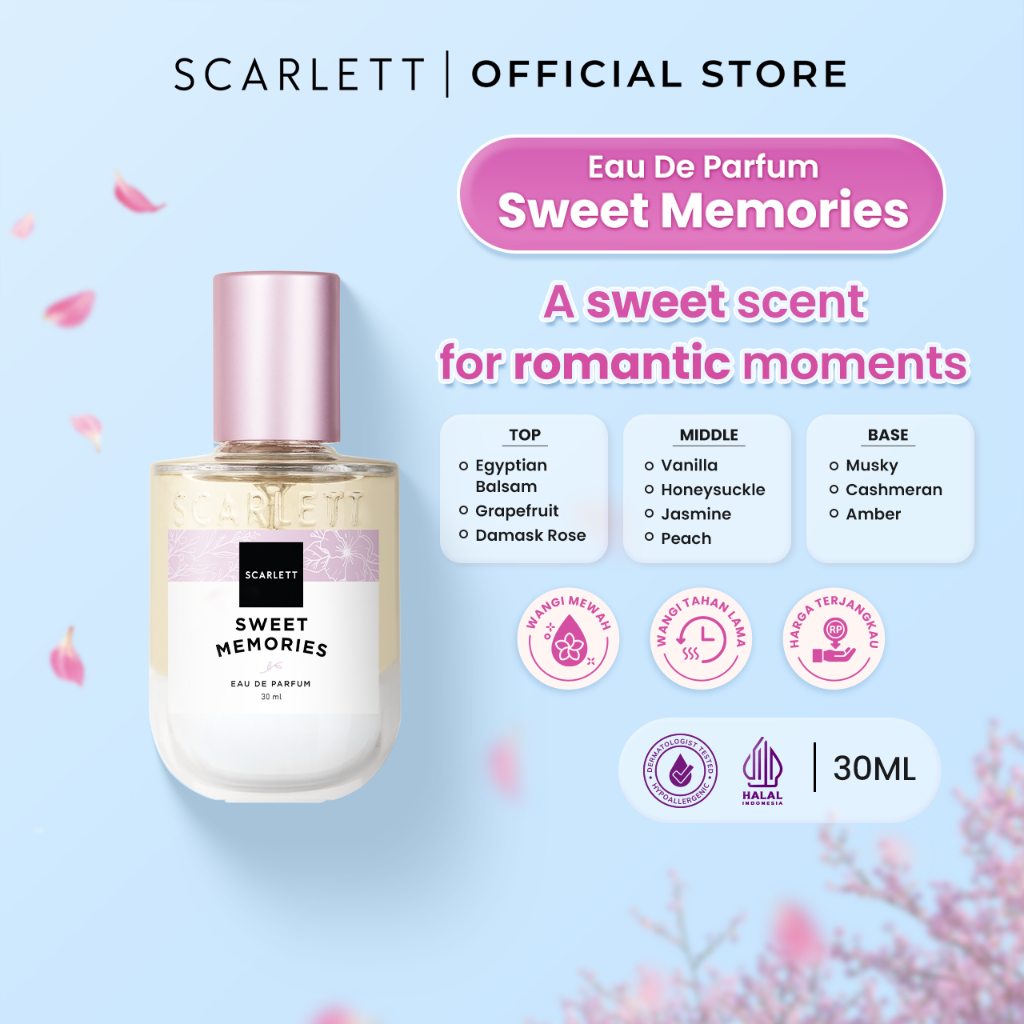 SCARLETT | OFFICIAL STORE
Eau De Parfum
Sweet Memories
A sweet scent
for romantic moments
TOP
Egyptian
Balsam
Grapefruit
Damask Rose
MIDDLE
Vanilla
Honeysuckle
Jasmine
Peach
BASE
Musky
Cashmeran
Amber
SCARLETT
SCARLETT
SWEET
MEMORIES
EAU DE PARFUM
30 ml
WANGI MEWAH
WANGI TAHAN LAMA
HARGA TERJANGKAU
RP
DERMATOLOGIST TESTED
HYPOALLERGENIC
HALAL
INDONESIA
30ML